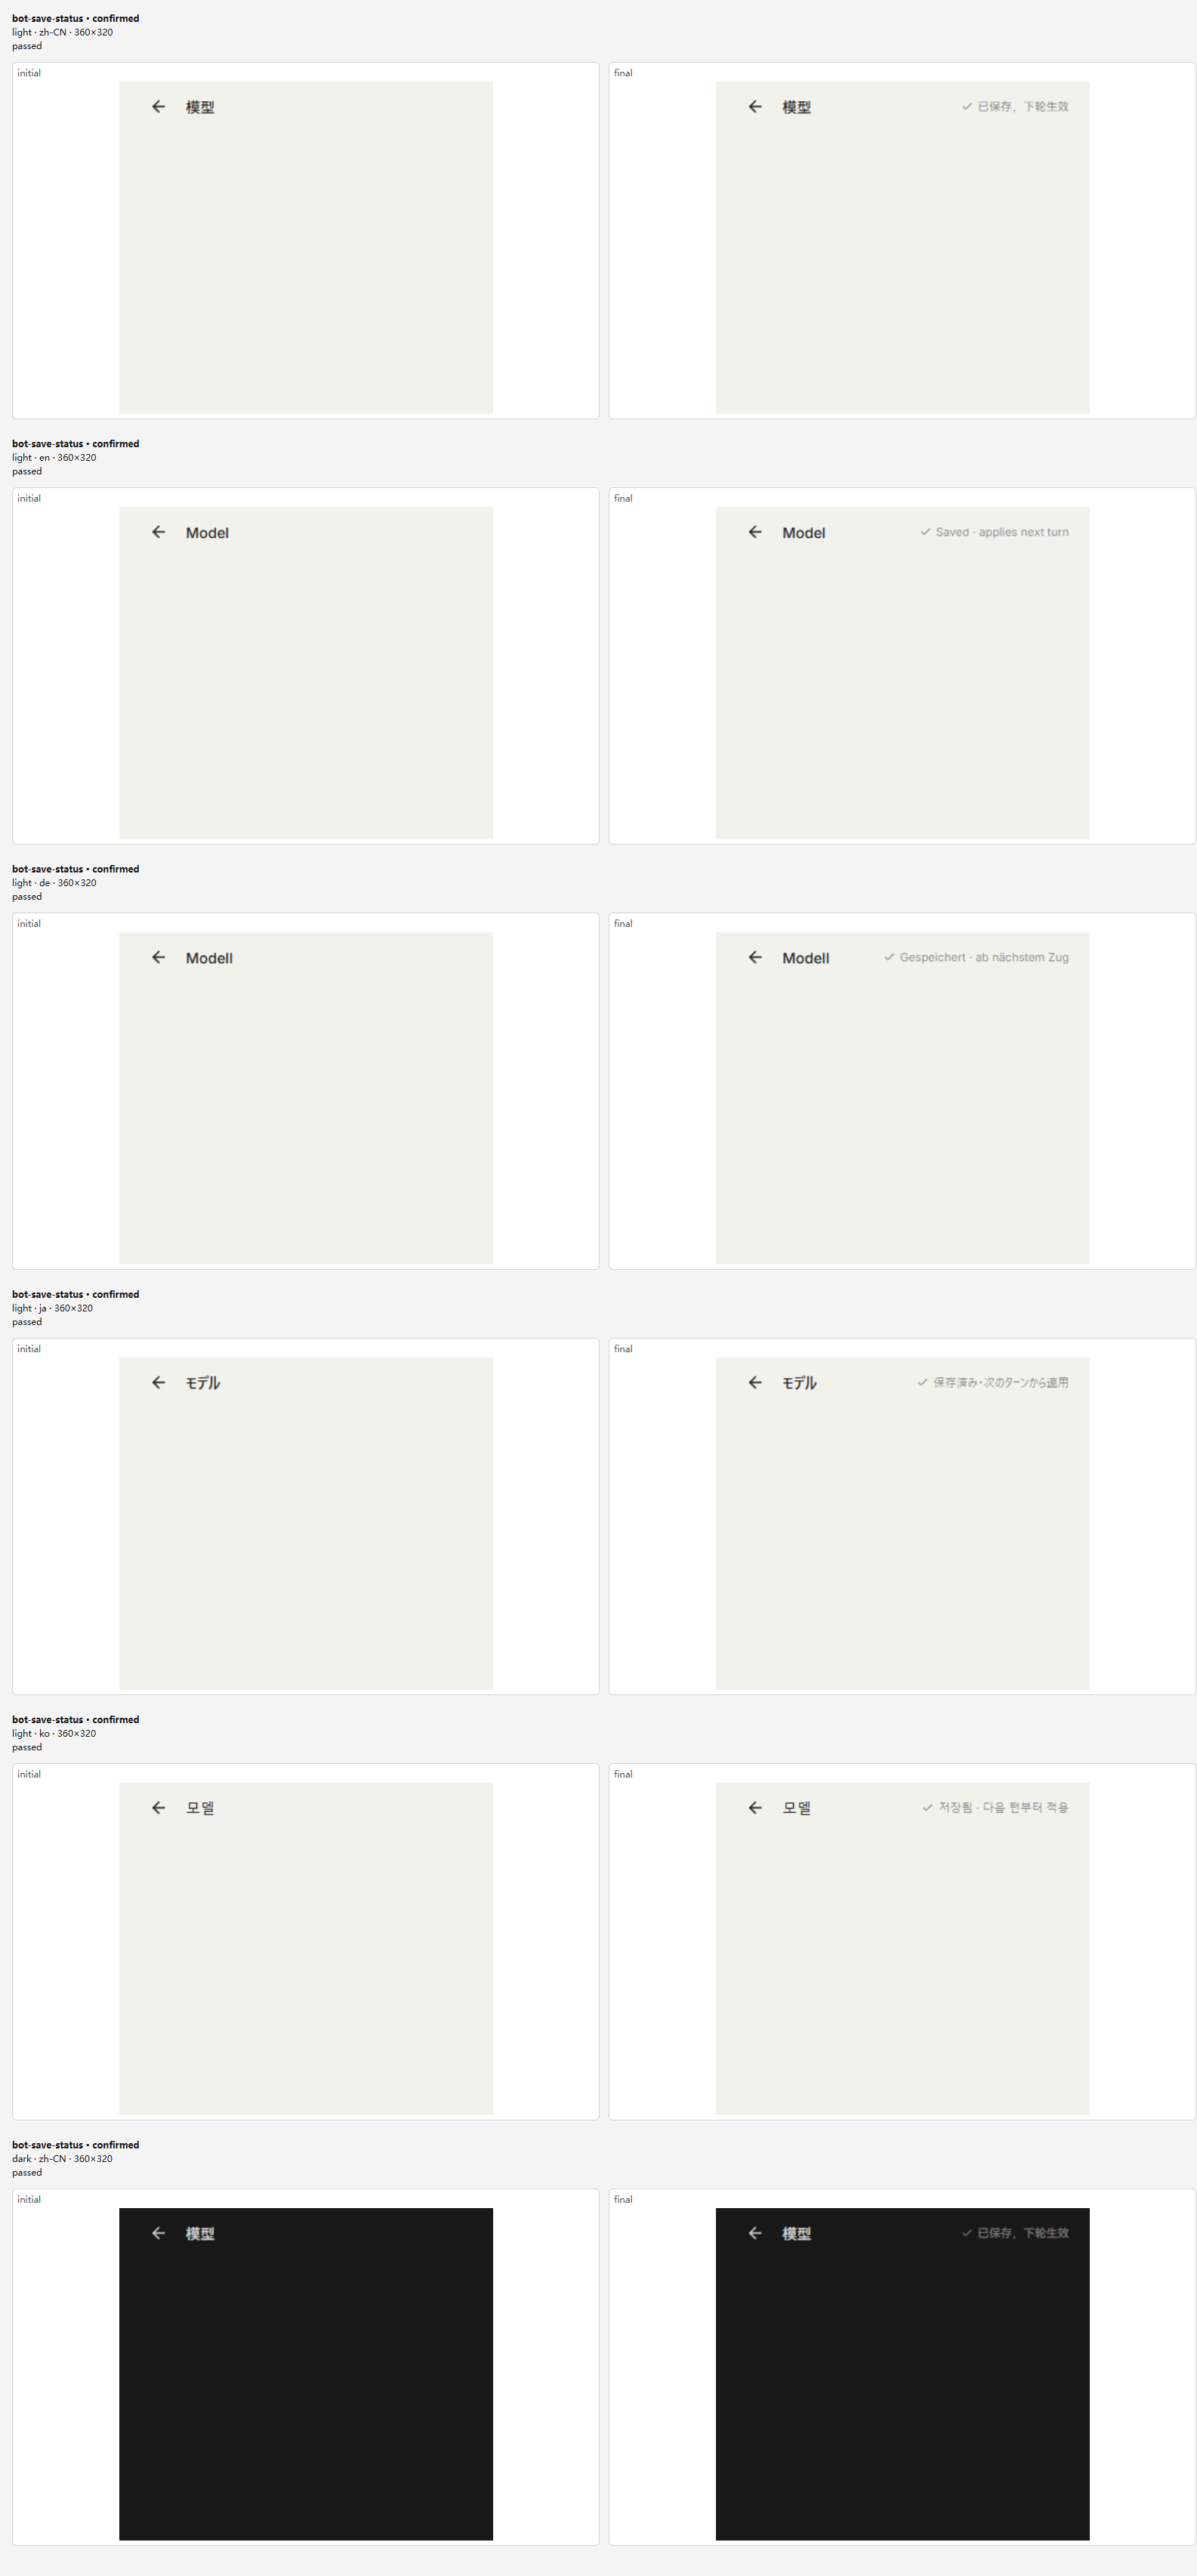 bot-save-status • confirmed
light · zh-CN · 360×320
passed
initial
模型
final
模型
已保存，下轮生效
bot-save-status • confirmed
light · en · 360×320
passed
initial
Model
final
Model
Saved · applies next turn
bot-save-status • confirmed
light · de · 360×320
passed
initial
Modell
final
Modell
Gespeichert · ab nächstem Zug
bot-save-status • confirmed
light · ja · 360×320
passed
initial
モデル
final
モデル
保存済み・次のターンから適用
bot-save-status • confirmed
light · ko · 360×320
passed
initial
모델
final
모델
저장됨 · 다음 턴부터 적용
bot-save-status • confirmed
dark · zh-CN · 360×320
passed
initial
模型
final
模型
已保存，下轮生效